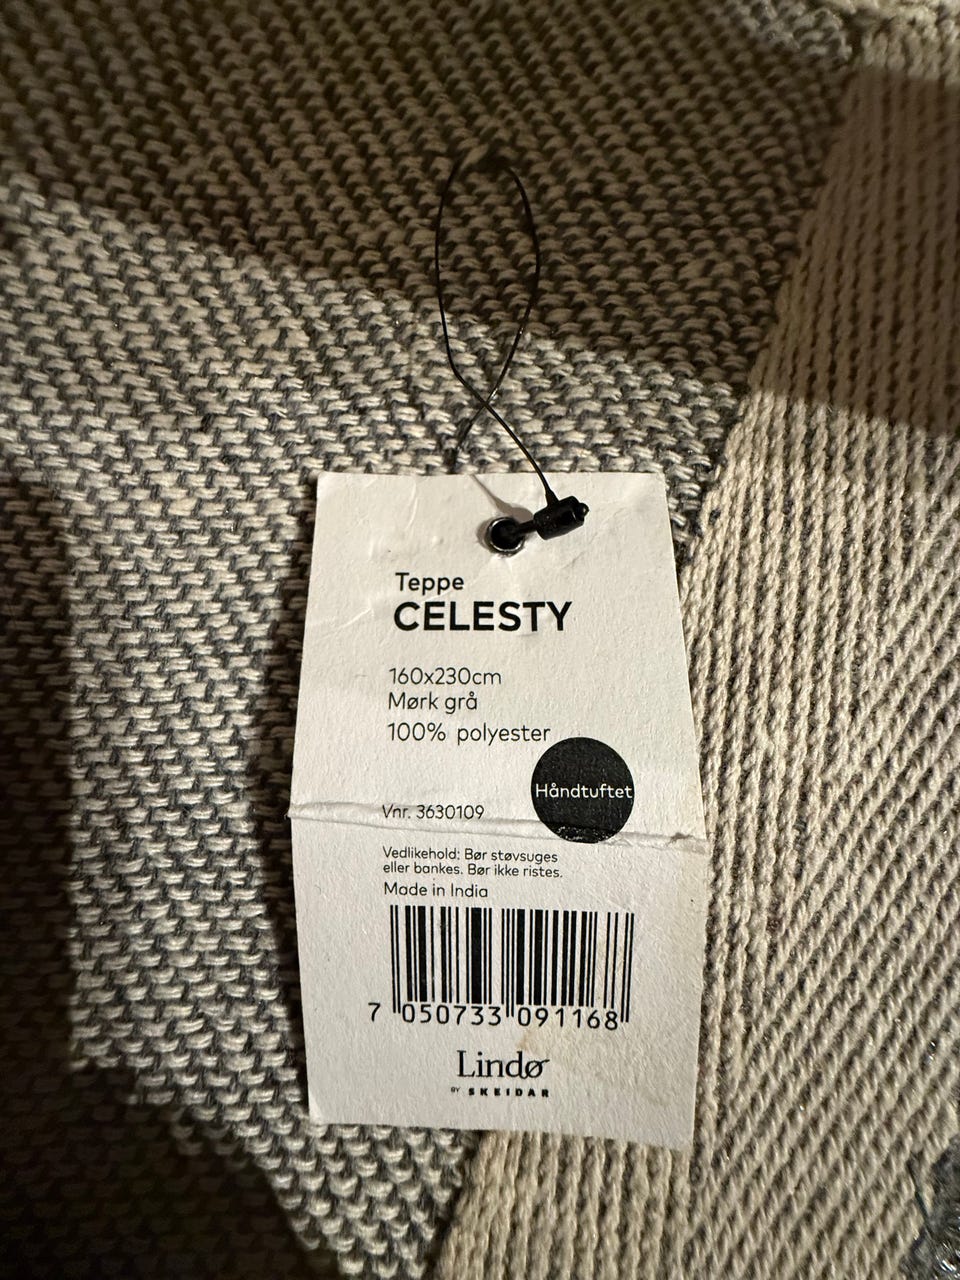 Teppe
CELESTY
160x230cm
Mørk grå
100% polyester
Håndtuftet
Vnr. 3630109
Vedlikehold: Bør støvsuges
eller bankes. Bør ikke ristes.
Made in India
7 050733 091168
Lindø
BY SKEIDAR